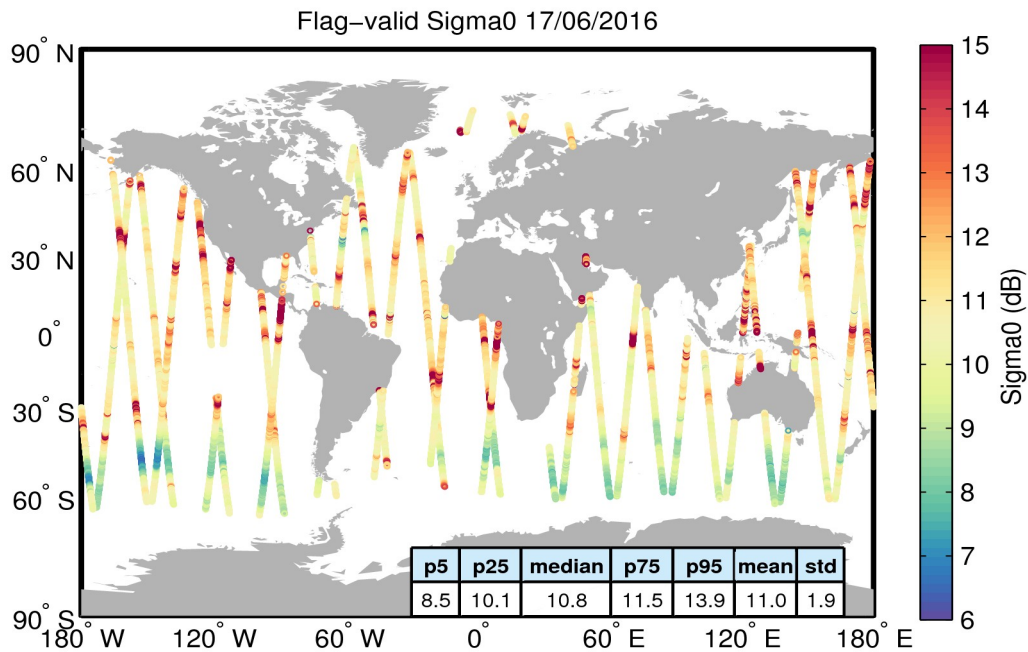 Flag−valid Sigma0 17/06/2016
90° N
60° N
30° N
0°
30° S
60° S
90° S
180° W
120° W
60° W
0°
60° E
120° E
180° E
p5 p25 median p75 p95 mean std
8.5 10.1 10.8 11.5 13.9 11.0 1.9
15
14
13
12
11
10
9
8
7
6
Sigma0 (dB)